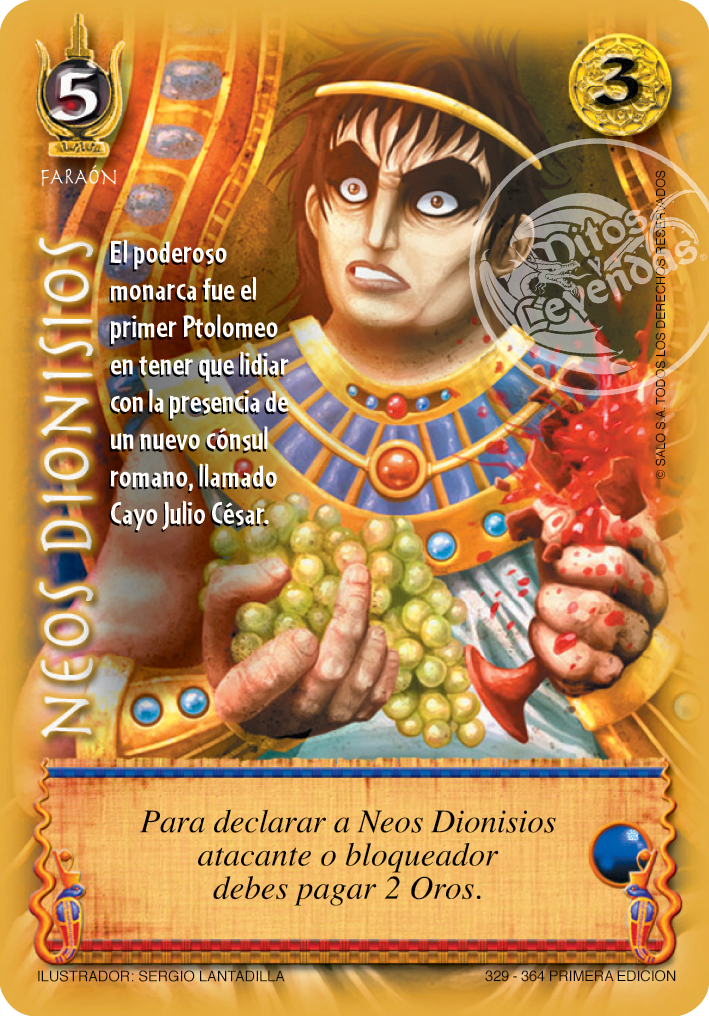 5
3
FARAÓN
NEOS DIONISIOS
El poderoso
monarca fue el
primer Ptolomeo
en tener que lidiar
con la presencia de
un nuevo cónsul
romano, llamado
Cayo Julio César.
Mitos
y
Leyendas
®
© SALO S.A. TODOS LOS DERECHOS RESERVADOS
Para declarar a Neos Dionisios
atacante o bloqueador
debes pagar 2 Oros.
ILUSTRADOR: SERGIO LANTADILLA
329 - 364 PRIMERA EDICION